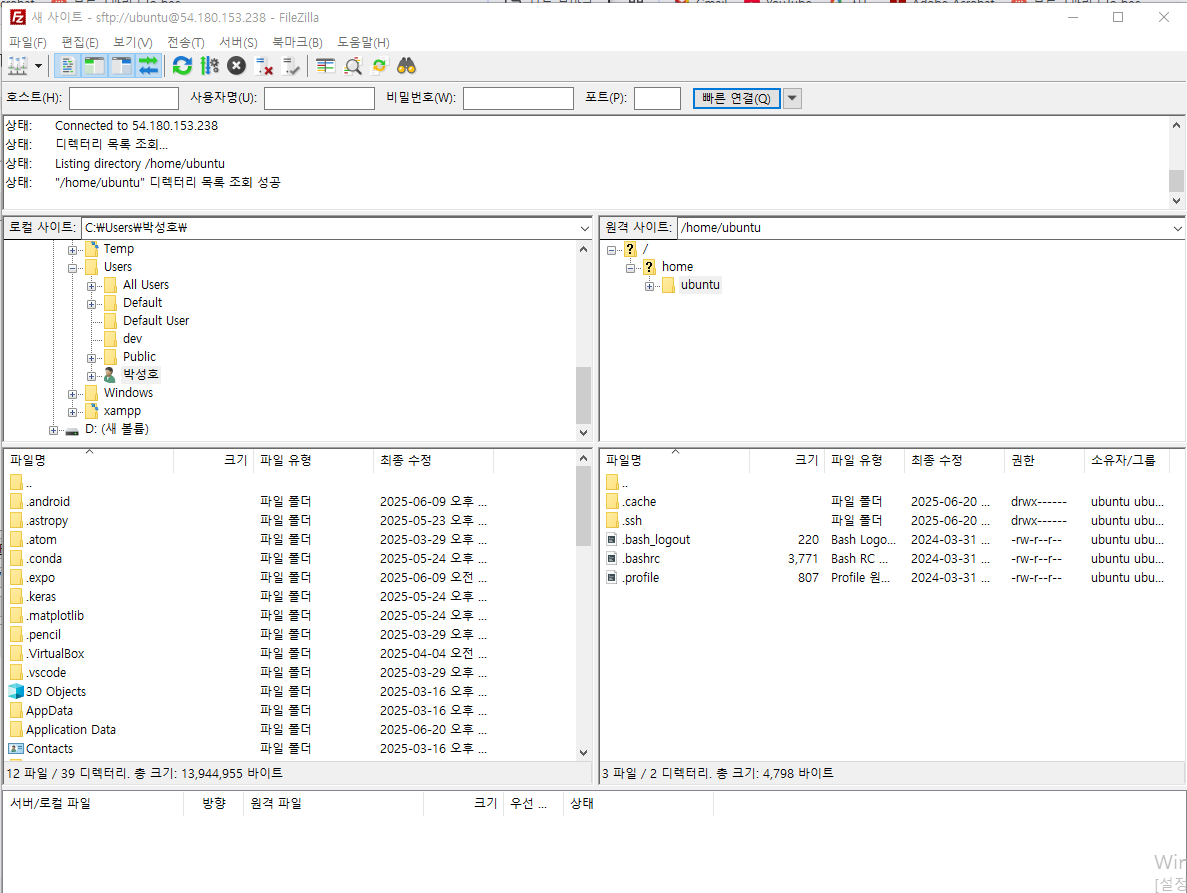 새 사이트 - sftp://ubuntu@54.180.153.238 - FileZilla
파일(F) 편집(E) 보기(V) 전송(T) 서버(S) 북마크(B) 도움말(H)
호스트(H): 사용자명(U): 비밀번호(W): 포트(P): 빠른 연결(Q)
상태: Connected to 54.180.153.238
상태: 디렉터리 목록 조회...
상태: Listing directory /home/ubuntu
상태: "/home/ubuntu" 디렉터리 목록 조회 성공
로컬 사이트: C:₩Users₩박성호₩
Temp
Users
All Users
Default
Default User
dev
Public
박성호
Windows
xampp
D: (새 볼륨)
원격 사이트: /home/ubuntu
/
home
ubuntu
파일명 크기 파일 유형 최종 수정
..
.android 파일 폴더 2025-06-09 오후 ...
.astropy 파일 폴더 2025-05-23 오후 ...
.atom 파일 폴더 2025-03-29 오후 ...
.conda 파일 폴더 2025-05-24 오후 ...
.expo 파일 폴더 2025-06-09 오전 ...
.keras 파일 폴더 2025-05-24 오후 ...
.matplotlib 파일 폴더 2025-05-24 오후 ...
.pencil 파일 폴더 2025-03-29 오후 ...
.VirtualBox 파일 폴더 2025-04-04 오전 ...
.vscode 파일 폴더 2025-03-29 오후 ...
3D Objects 파일 폴더 2025-03-16 오후 ...
AppData 파일 폴더 2025-03-16 오후 ...
Application Data 파일 폴더 2025-06-20 오후 ...
Contacts 파일 폴더 2025-03-16 오후 ...
12 파일 / 39 디렉터리. 총 크기: 13,944,955 바이트
파일명 크기 파일 유형 최종 수정 권한 소유자/그룹
..
.cache 파일 폴더 2025-06-20 ... drwx------ ubuntu ubu...
.ssh 파일 폴더 2025-06-20 ... drwx------ ubuntu ubu...
.bash_logout 220 Bash Logo... 2024-03-31 ... -rw-r--r-- ubuntu ubu...
.bashrc 3,771 Bash RC ... 2024-03-31 ... -rw-r--r-- ubuntu ubu...
.profile 807 Profile 원... 2024-03-31 ... -rw-r--r-- ubuntu ubu...
3 파일 / 2 디렉터리. 총 크기: 4,798 바이트
서버/로컬 파일 방향 원격 파일 크기 우선 ... 상태
Win
[설정